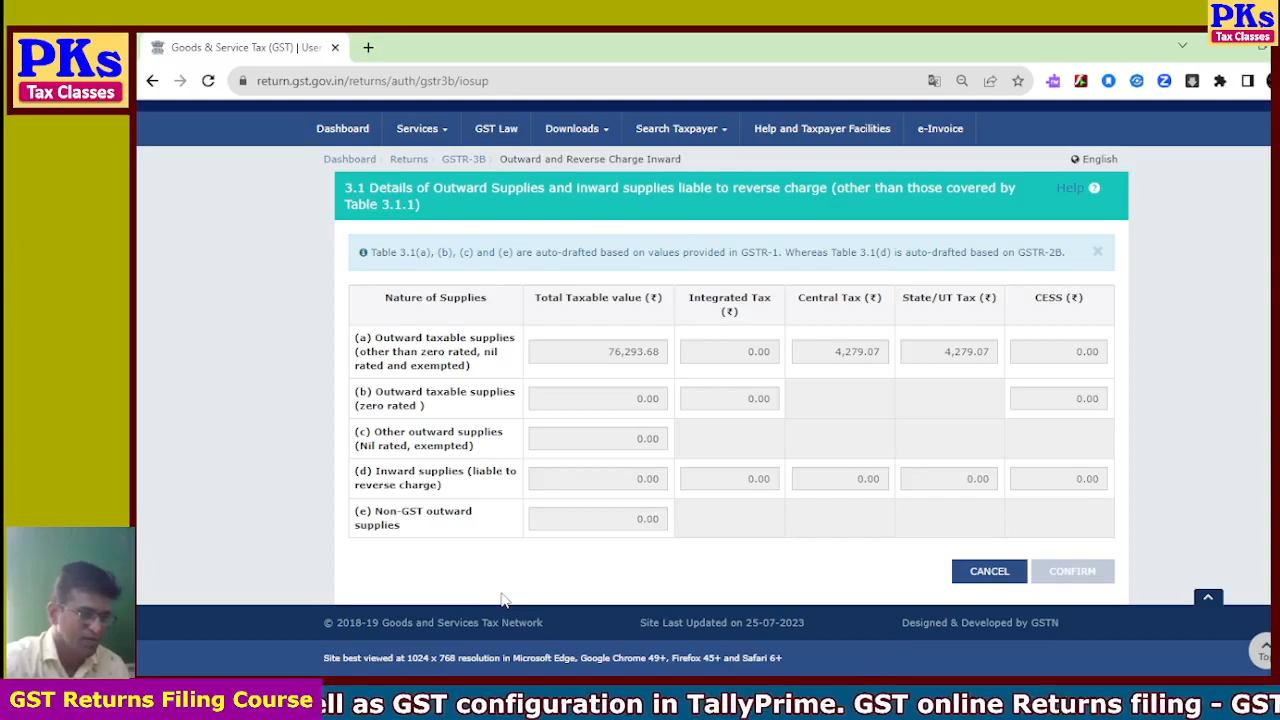 PKs
Tax Classes
PKs
Tax Classes
Goods & Service Tax (GST) | User
return.gst.gov.in/returns/auth/gstr3b/iosup
Dashboard Services GST Law Downloads Search Taxpayer Help and Taxpayer Facilities e-Invoice
Dashboard Returns GSTR-3B Outward and Reverse Charge Inward English
3.1 Details of Outward Supplies and inward supplies liable to reverse charge (other than those covered by
Table 3.1.1)
Help
Table 3.1(a), (b), (c) and (e) are auto-drafted based on values provided in GSTR-1. Whereas Table 3.1(d) is auto-drafted based on GSTR-2B.
Nature of Supplies Total Taxable value (₹) Integrated Tax (₹) Central Tax (₹) State/UT Tax (₹) CESS (₹)
(a) Outward taxable supplies
(other than zero rated, nil
rated and exempted)
76,293.68 0.00 4,279.07 4,279.07 0.00
(b) Outward taxable supplies
(zero rated )
0.00 0.00 0.00
(c) Other outward supplies
(Nil rated, exempted)
0.00
(d) Inward supplies (liable to
reverse charge)
0.00 0.00 0.00 0.00 0.00
(e) Non-GST outward
supplies
0.00
CANCEL CONFIRM
© 2018-19 Goods and Services Tax Network Site Last Updated on 25-07-2023 Designed & Developed by GSTN
Site best viewed at 1024 x 768 resolution in Microsoft Edge, Google Chrome 49+, Firefox 45+ and Safari 6+
GST Returns Filing Course
ell as GST configuration in TallyPrime. GST online Returns filing - GST